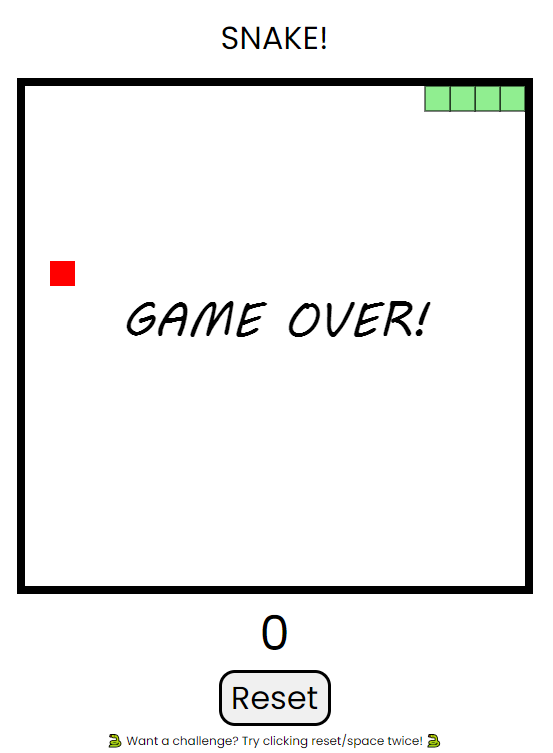 SNAKE!
GAME OVER!
0
Reset
🐍 Want a challenge? Try clicking reset/space twice! 🐍